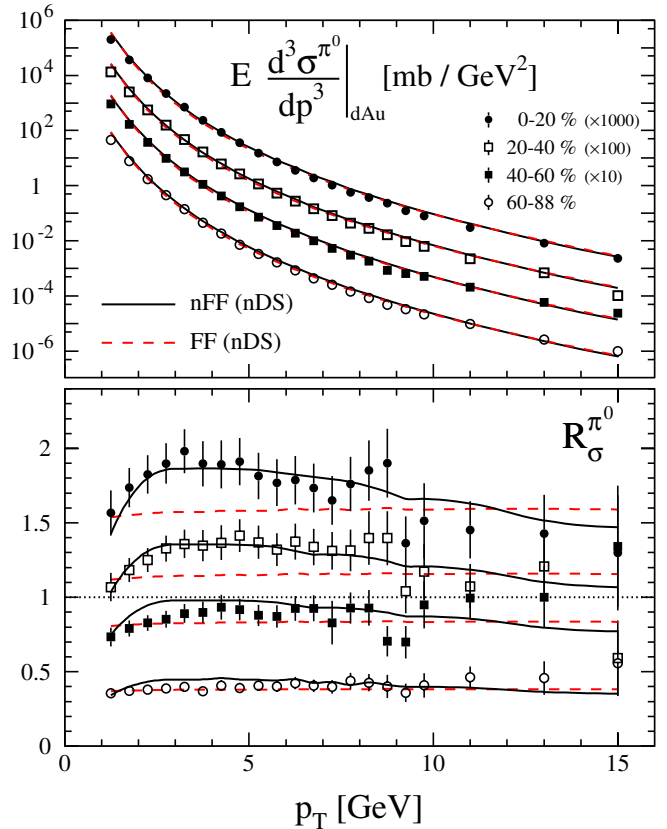 10^6
10^4
10^2
1
10^-2
10^-4
10^-6
E d^3σ^π^0 / dp^3 |dAu [mb / GeV^2]
0-20 % (×1000)
20-40 % (×100)
40-60 % (×10)
60-88 %
nFF (nDS)
FF (nDS)
R_σ^π^0
2
1.5
1
0.5
0
0 5 10 15
p_T [GeV]